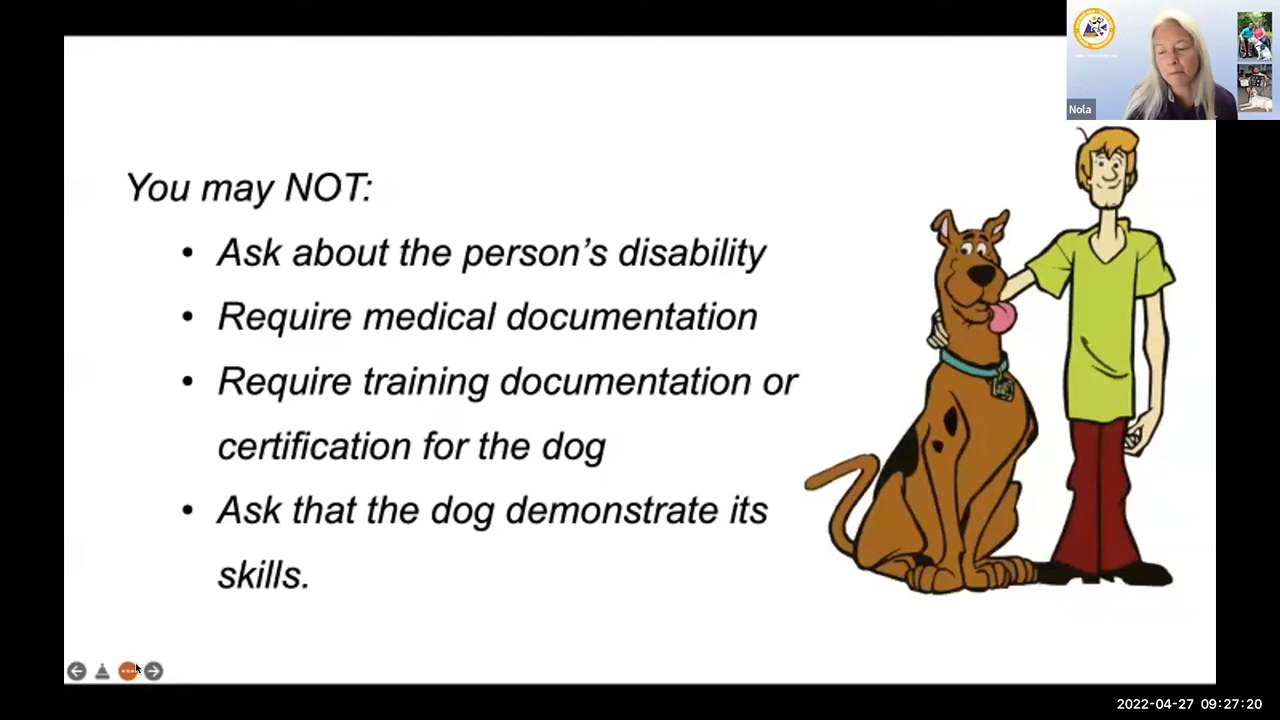 Nola
You may NOT:
• Ask about the person's disability
• Require medical documentation
• Require training documentation or
certification for the dog
• Ask that the dog demonstrate its
skills.
2022-04-27 09:27:20